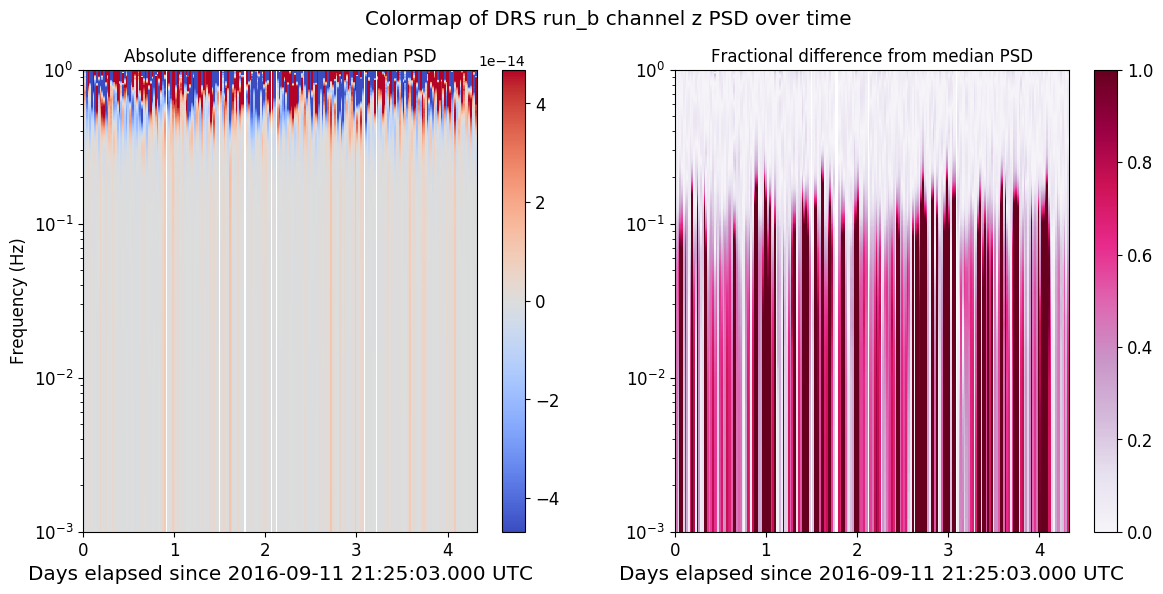 Colormap of DRS run_b channel z PSD over time
Absolute difference from median PSD
1e−14
Frequency (Hz)
10^0
10^−1
10^−2
10^−3
0 1 2 3 4
Days elapsed since 2016-09-11 21:25:03.000 UTC
4
2
0
−2
−4
Fractional difference from median PSD
10^0
10^−1
10^−2
10^−3
0 1 2 3 4
Days elapsed since 2016-09-11 21:25:03.000 UTC
1.0
0.8
0.6
0.4
0.2
0.0